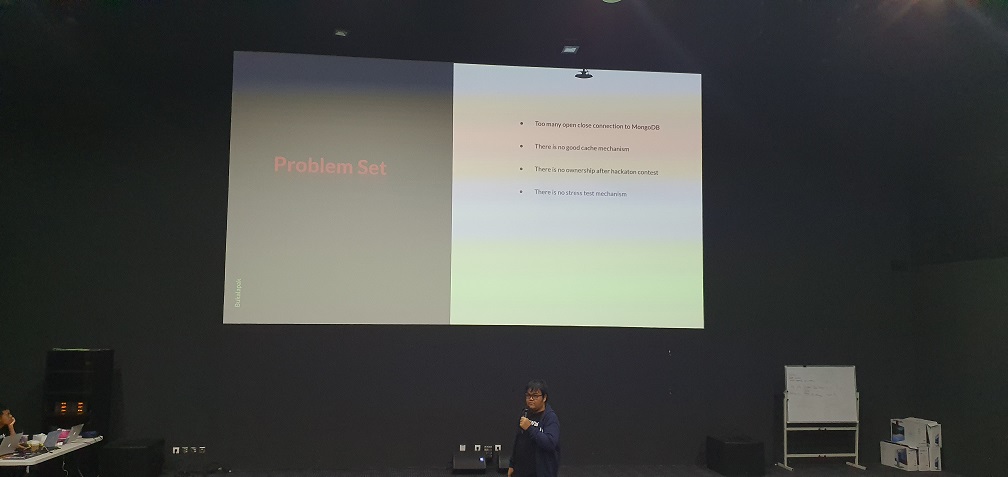 Problem Set
Bukalapak
Too many open close connection to MongoDB
There is no good cache mechanism
There is no ownership after hackaton contest
There is no stress test mechanism